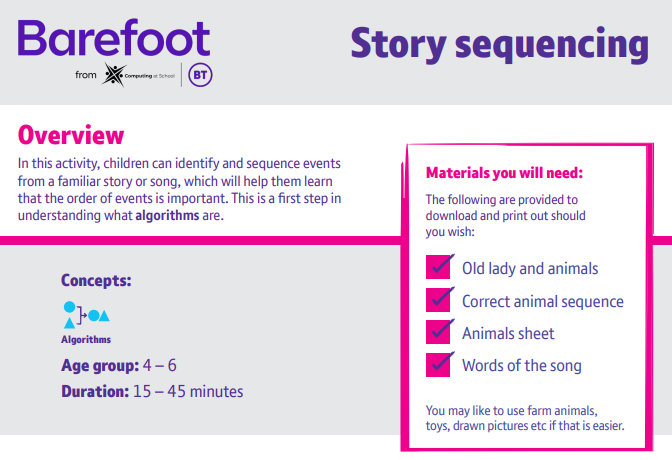 Barefoot
from Computing at School BT
Story sequencing
Overview
In this activity, children can identify and sequence events
from a familiar story or song, which will help them learn
that the order of events is important. This is a first step in
understanding what algorithms are.
Concepts:
Algorithms
Age group: 4 – 6
Duration: 15 – 45 minutes
Materials you will need:
The following are provided to
download and print out should
you wish:
Old lady and animals
Correct animal sequence
Animals sheet
Words of the song
You may like to use farm animals,
toys, drawn pictures etc if that is easier.